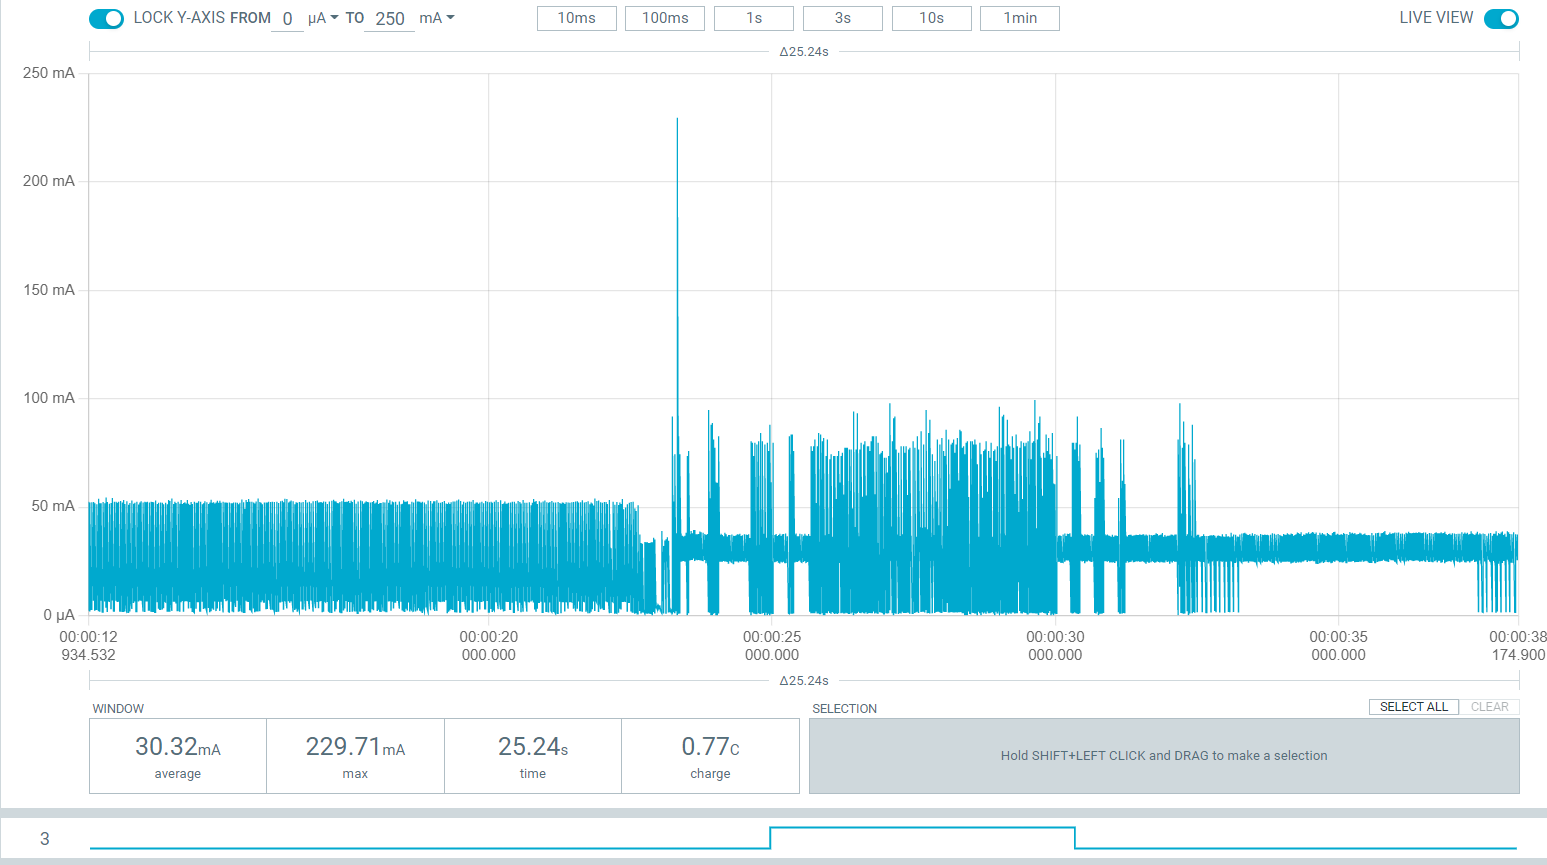 LOCK Y-AXIS FROM 0 µA TO 250 mA 10ms 100ms 1s 3s 10s 1min LIVE VIEW
Δ25.24s
250 mA
200 mA
150 mA
100 mA
50 mA
0 µA
00:00:12 00:00:20 00:00:25 00:00:30 00:00:35 00:00:38
934.532 000.000 000.000 000.000 000.000 174.900
Δ25.24s
WINDOW SELECTION SELECT ALL CLEAR
30.32mA 229.71mA 25.24s 0.77C
average max time charge
Hold SHIFT+LEFT CLICK and DRAG to make a selection
3